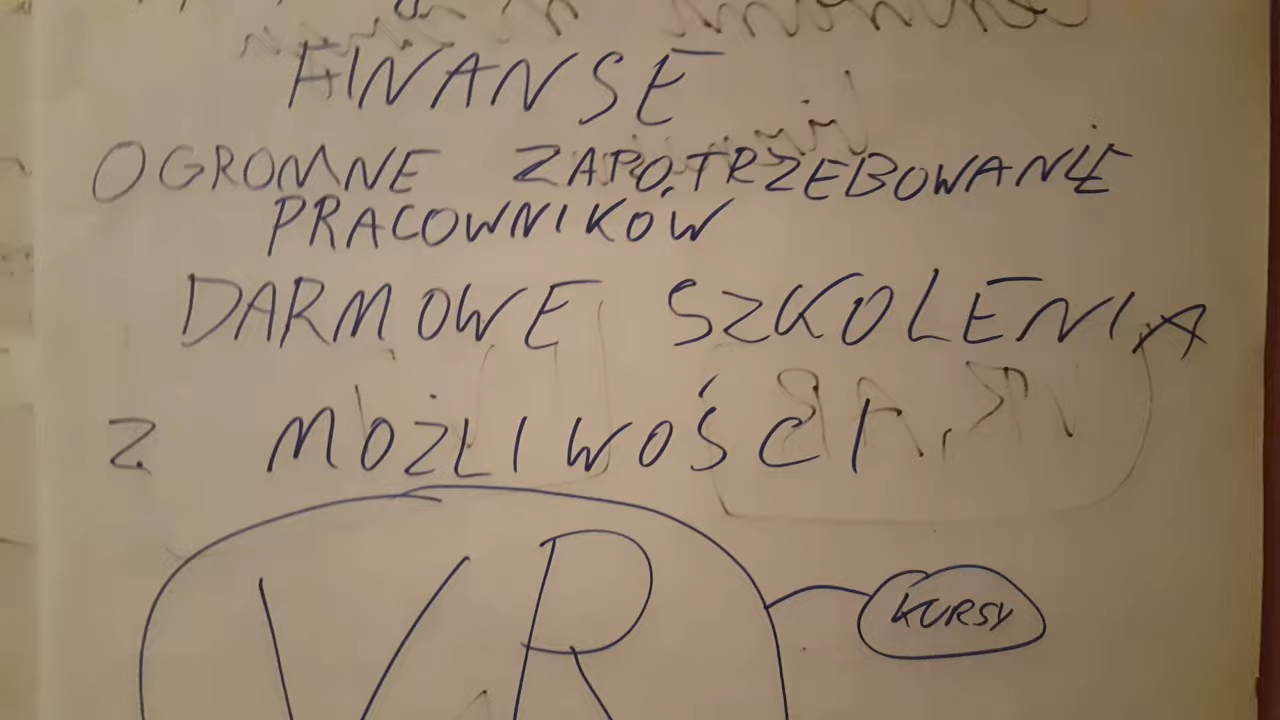 FINANSE
OGROMNE ZAPOTRZEBOWANIE
PRACOWNIKÓW
DARMOWE SZKOLENIA
Z MOŻLIWOŚCI
VR
KURSY